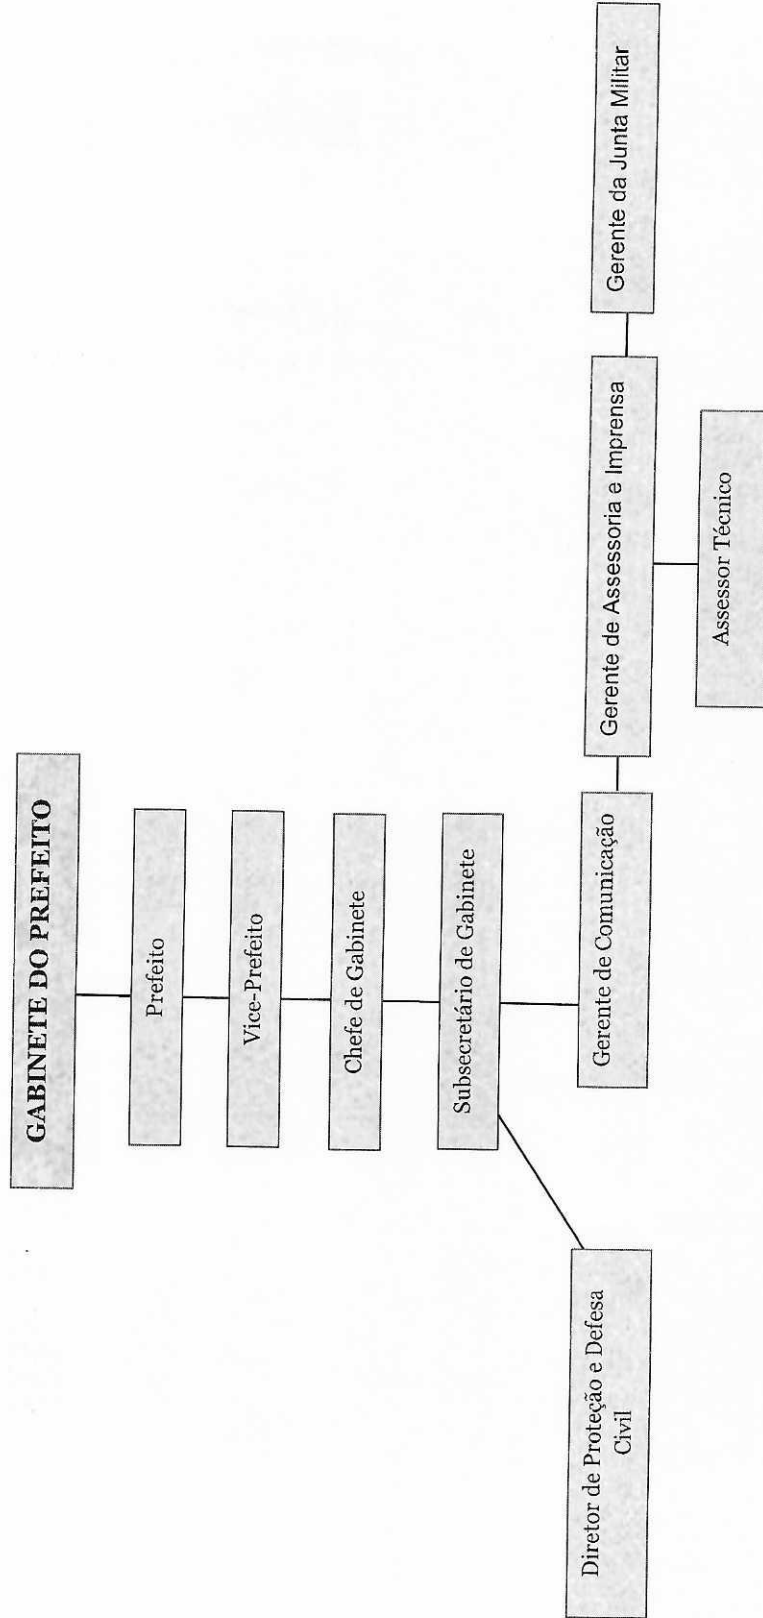 GABINETE DO PREFEITO
Prefeito
Vice-Prefeito
Chefe de Gabinete
Subsecretário de Gabinete
Diretor de Proteção e Defesa
Civil
Gerente de Comunicação
Gerente de Assessoria e Imprensa
Gerente da Junta Militar
Assessor Técnico